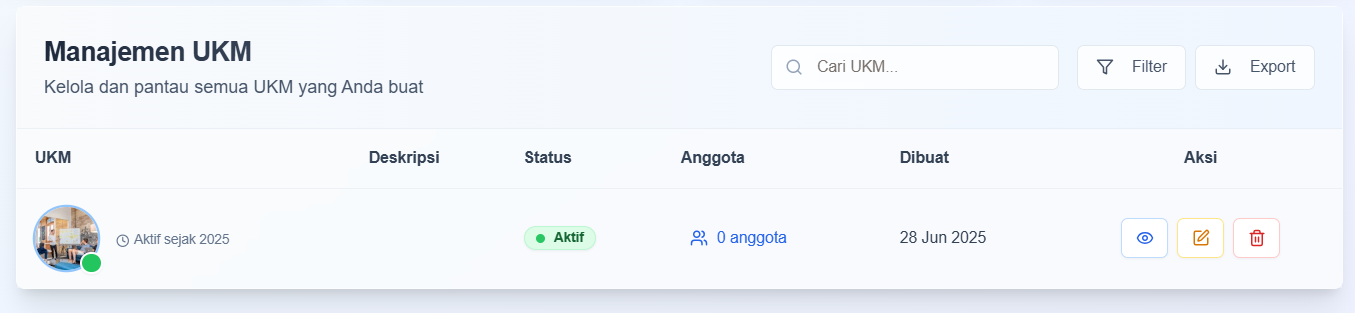 Manajemen UKM
Kelola dan pantau semua UKM yang Anda buat
Cari UKM...
Filter
Export
UKM Deskripsi Status Anggota Dibuat Aksi
Aktif sejak 2025 Aktif 0 anggota 28 Jun 2025